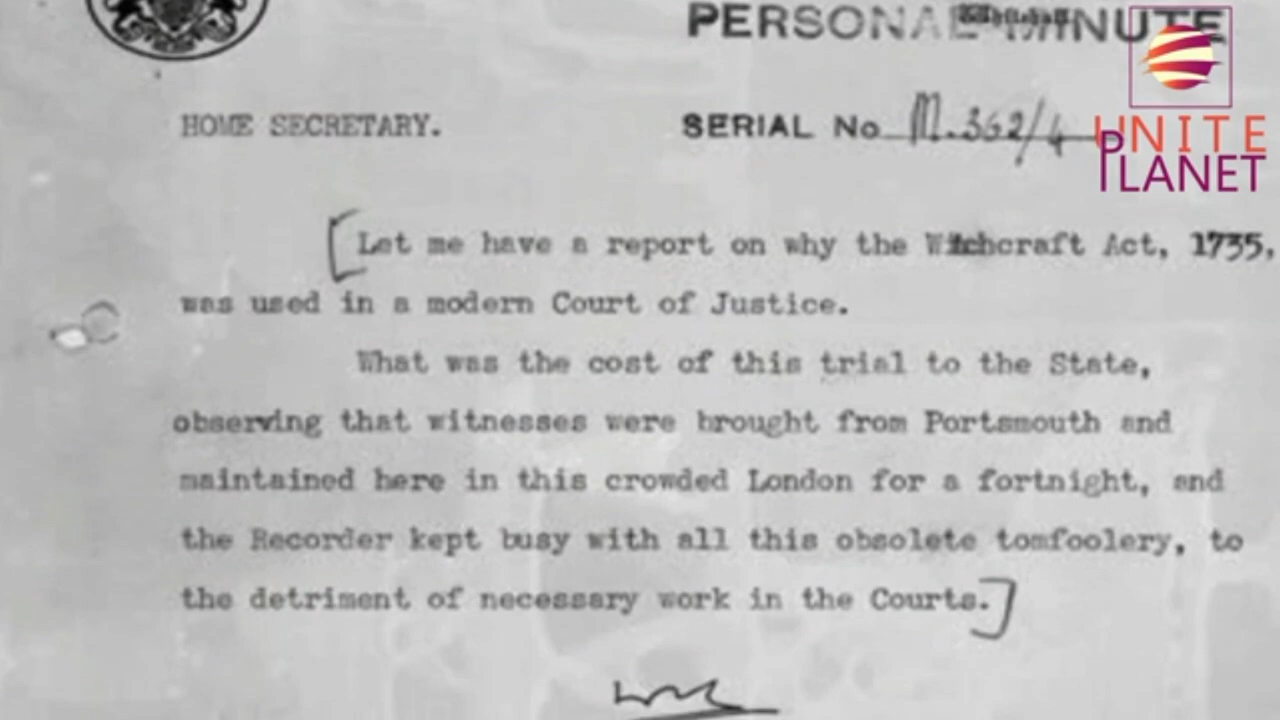 PERSONAL MINUTE
HOME SECRETARY.
SERIAL No M.362/4
UNITE
PLANET
[Let me have a report on why the Witchcraft Act, 1735,
was used in a modern Court of Justice.
What was the cost of this trial to the State,
observing that witnesses were brought from Portsmouth and
maintained here in this crowded London for a fortnight, and
the Recorder kept busy with all this obsolete tomfoolery, to
the detriment of necessary work in the Courts.]